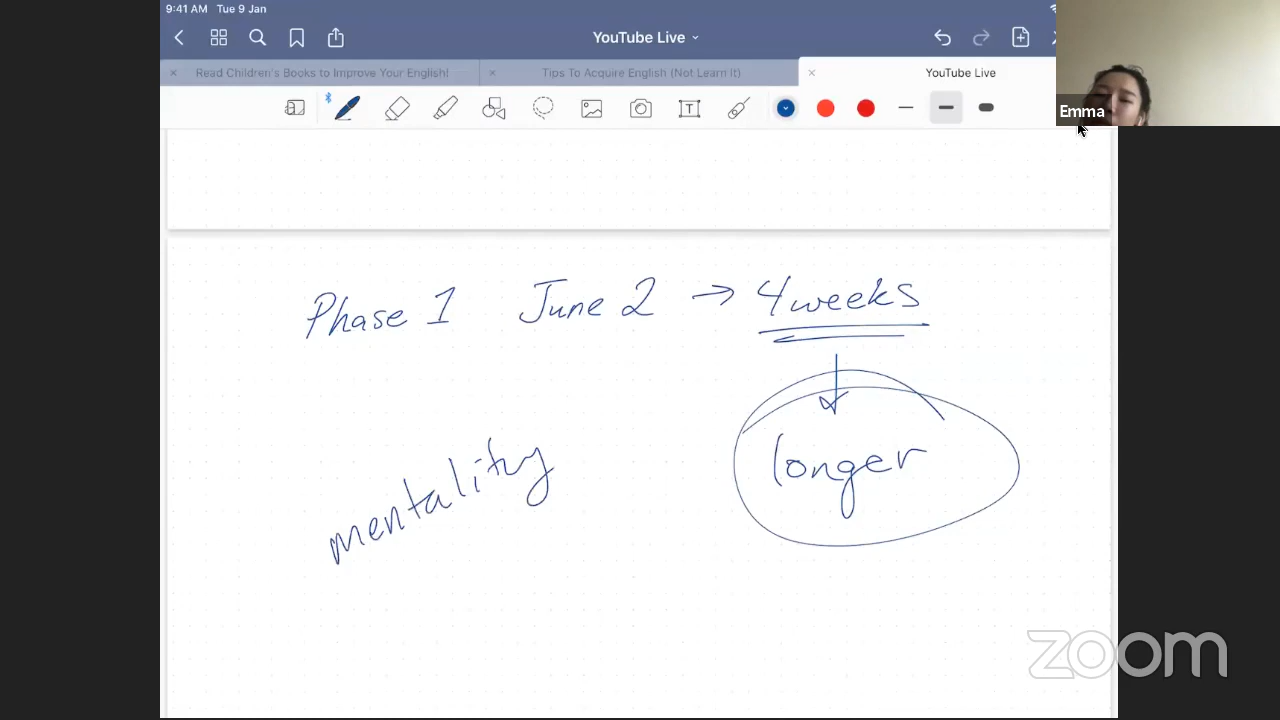 9:41 AM Tue 9 Jan
YouTube Live
Read Children's Books to Improve Your English!
Tips To Acquire English (Not Learn It)
YouTube Live
Emma
Phase 1 June 2 → 4 weeks
longer
mentality
zoom